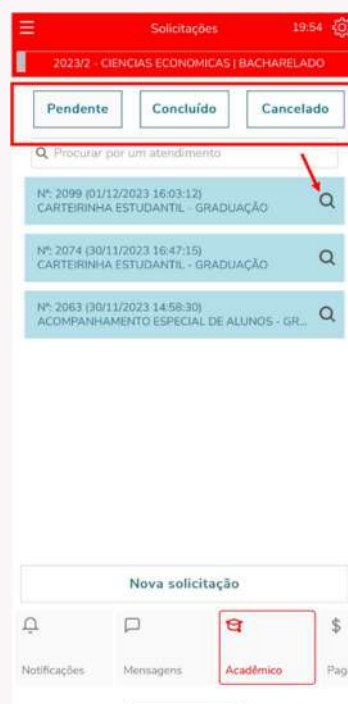 Solicitações 19:54
2023/2 - CIENCIAS ECONOMICAS | BACHARELADO
Pendente Concluído Cancelado
Procurar por um atendimento
Nº: 2099 (01/12/2023 16:03:12)
CARTEIRINHA ESTUDANTIL - GRADUAÇÃO
Nº: 2074 (30/11/2023 16:47:15)
CARTEIRINHA ESTUDANTIL - GRADUAÇÃO
Nº: 2063 (30/11/2023 14:58:30)
ACOMPANHAMENTO ESPECIAL DE ALUNOS - GR...
Nova solicitação
Notificações Mensagens Acadêmico Pag